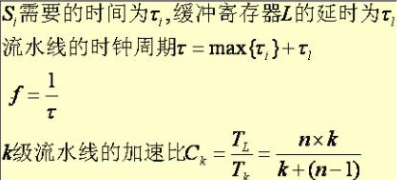 Sᵢ需要的时间为τᵢ,缓冲寄存器L的延时为τₗ
流水线的时钟周期τ = max{τᵢ}+τₗ
f = 1/τ
k级流水线的加速比Cₖ = T_L/Tₖ = n×k/k+(n−1)